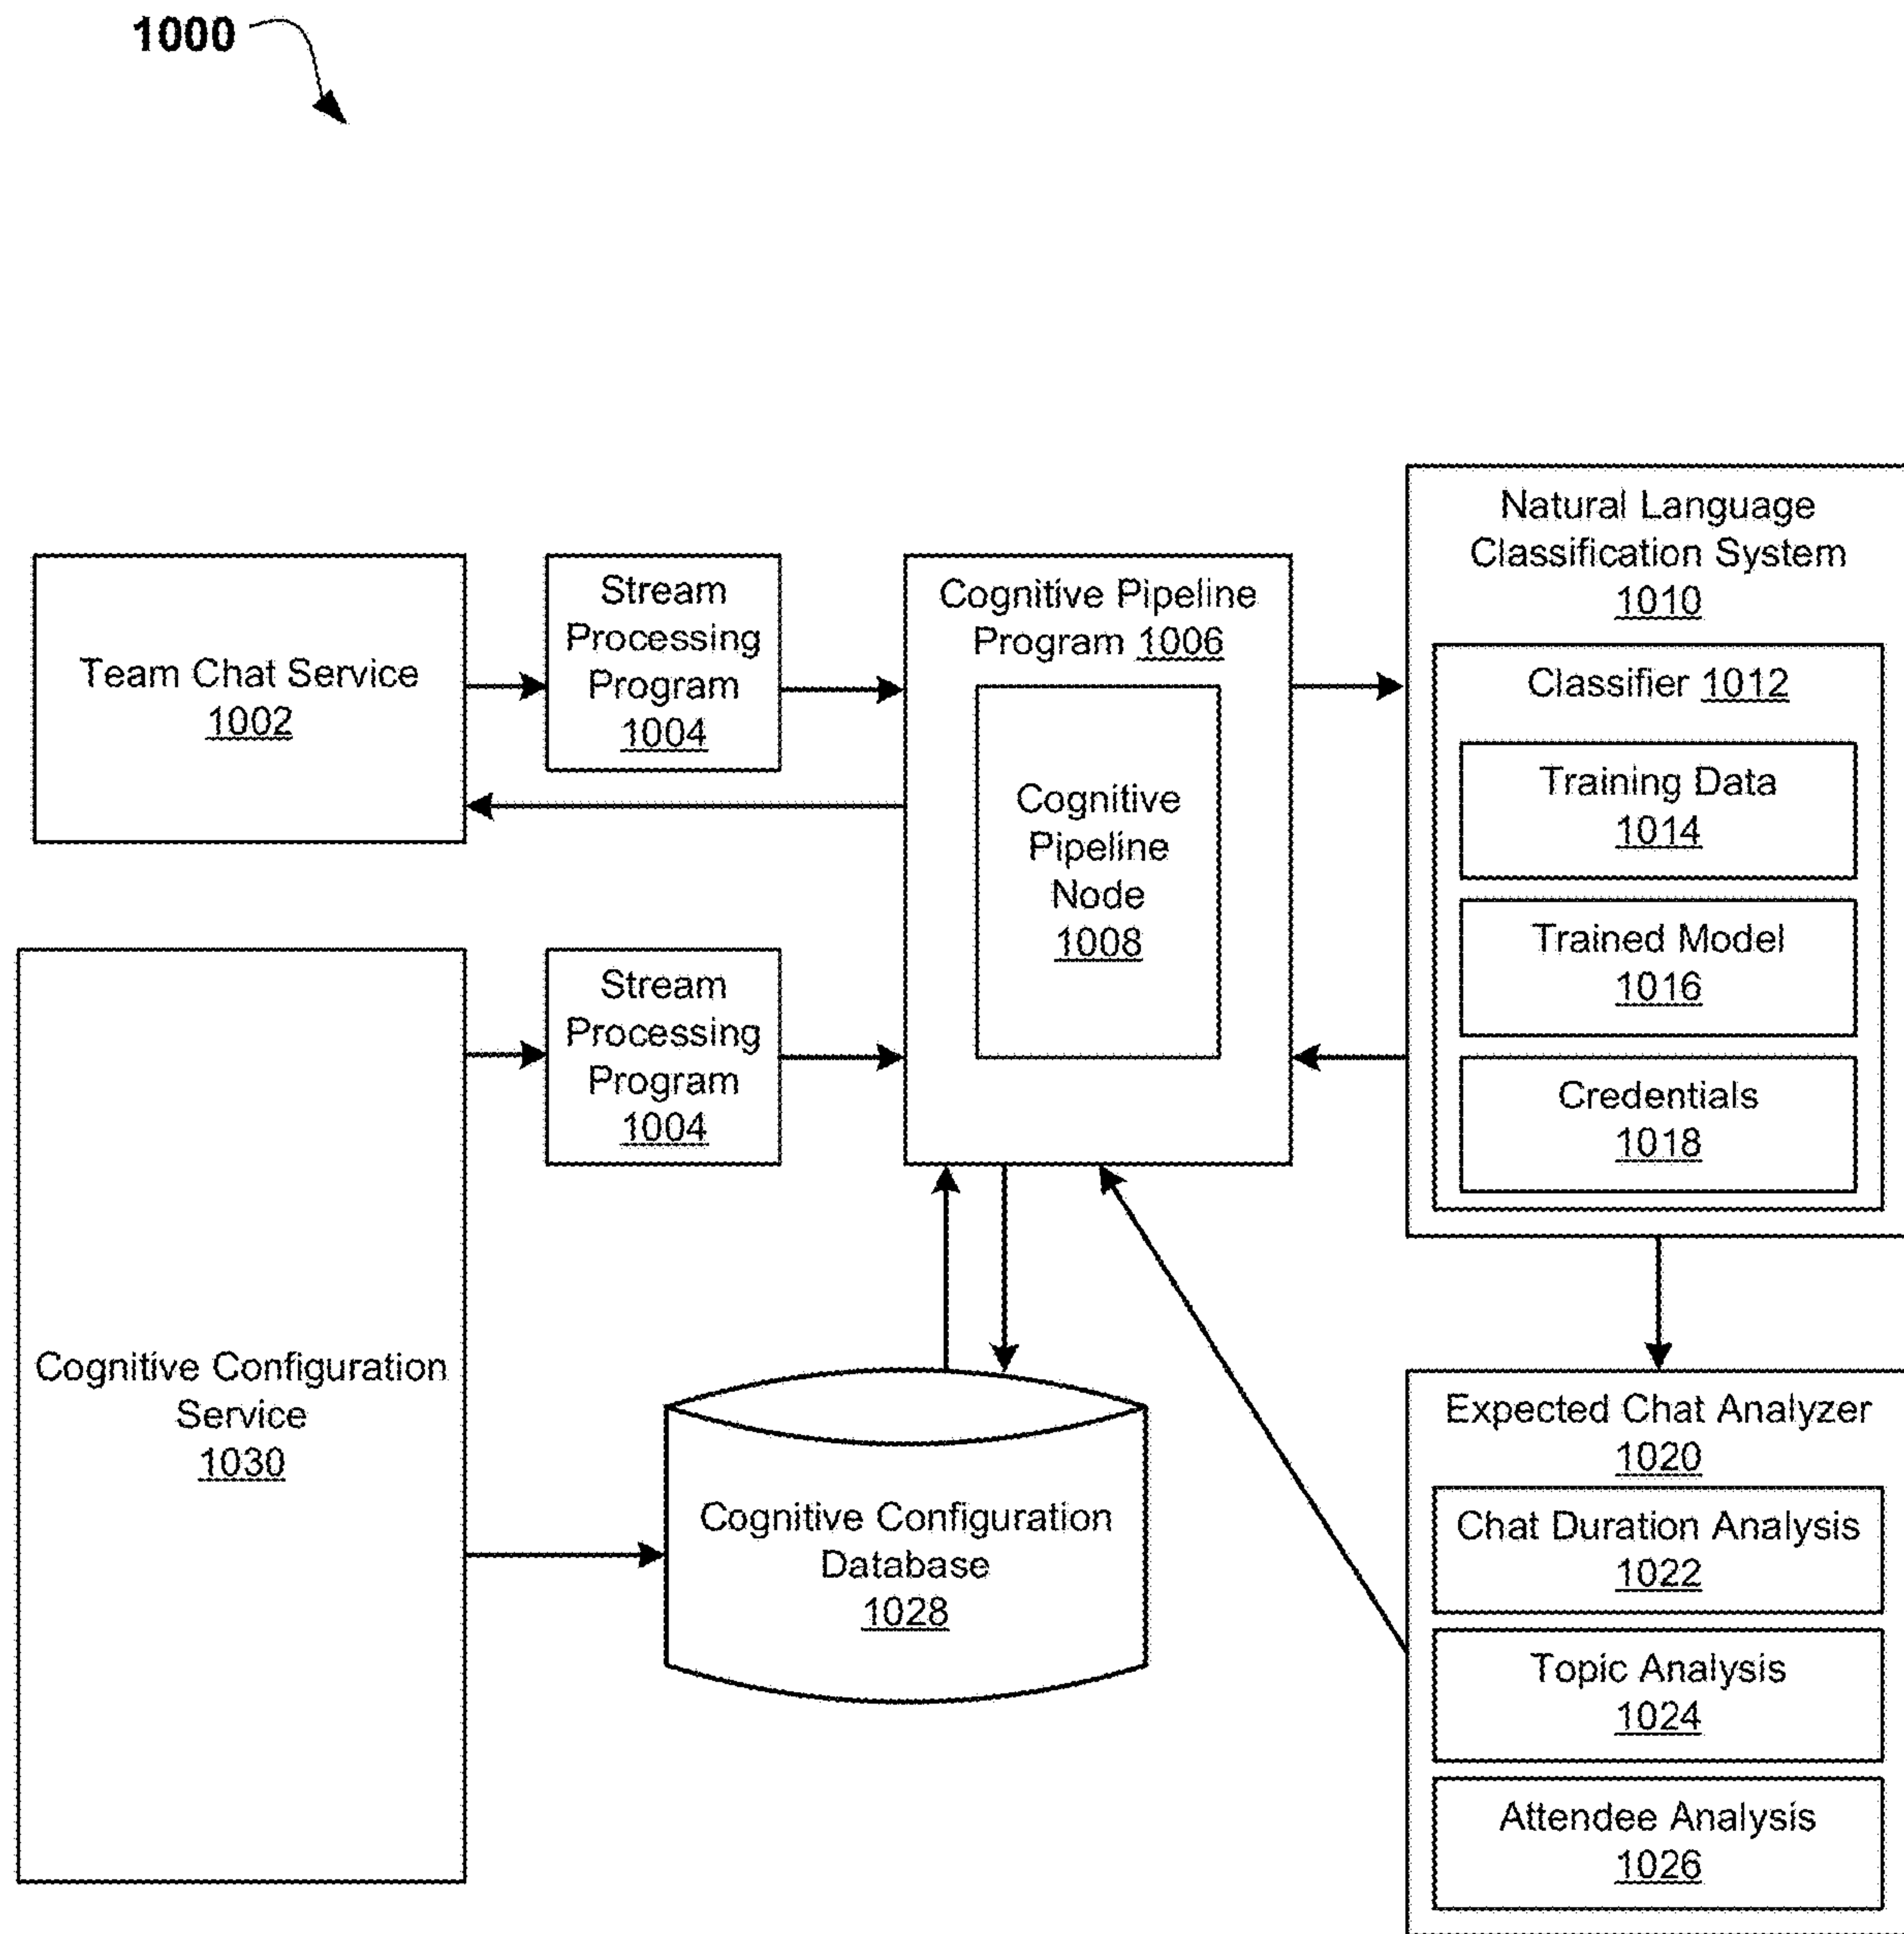 1000
Team Chat Service
1002
Stream
Processing
Program
1004
Cognitive Pipeline
Program 1006
Cognitive
Pipeline
Node
1008
Natural Language
Classification System
1010
Classifier 1012
Training Data
1014
Trained Model
1016
Credentials
1018
Cognitive Configuration
Service
1030
Stream
Processing
Program
1004
Cognitive Configuration
Database
1028
Expected Chat Analyzer
1020
Chat Duration Analysis
1022
Topic Analysis
1024
Attendee Analysis
1026